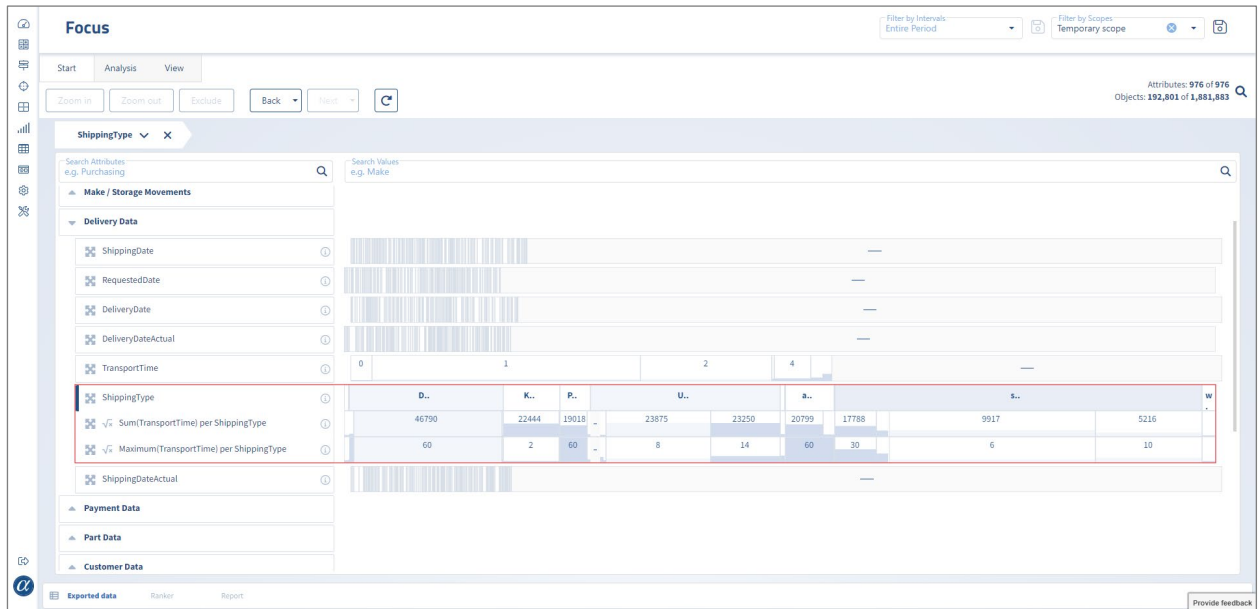 Focus
Filter by Intervals
Entire Period
Filter by Scopes
Temporary scope
Start Analysis View
Zoom in Zoom out Exclude Back Next
Attributes: 976 of 976
Objects: 192,801 of 1,881,883
ShippingType
Search Attributes
e.g. Purchasing
Search Values
e.g. Make
Make / Storage Movements
Delivery Data
ShippingDate —
RequestedDate —
DeliveryDate —
DeliveryDateActual —
TransportTime 0 1 2 4 —
ShippingType D.. K.. P.. U.. a.. s.. w
Sum(TransportTime) per ShippingType 46790 22444 19018 23875 23250 20799 17788 9917 5216
Maximum(TransportTime) per ShippingType 60 2 60 8 14 60 30 6 10
ShippingDateActual —
Payment Data
Part Data
Customer Data
Exported data Ranker Report
Provide feedback